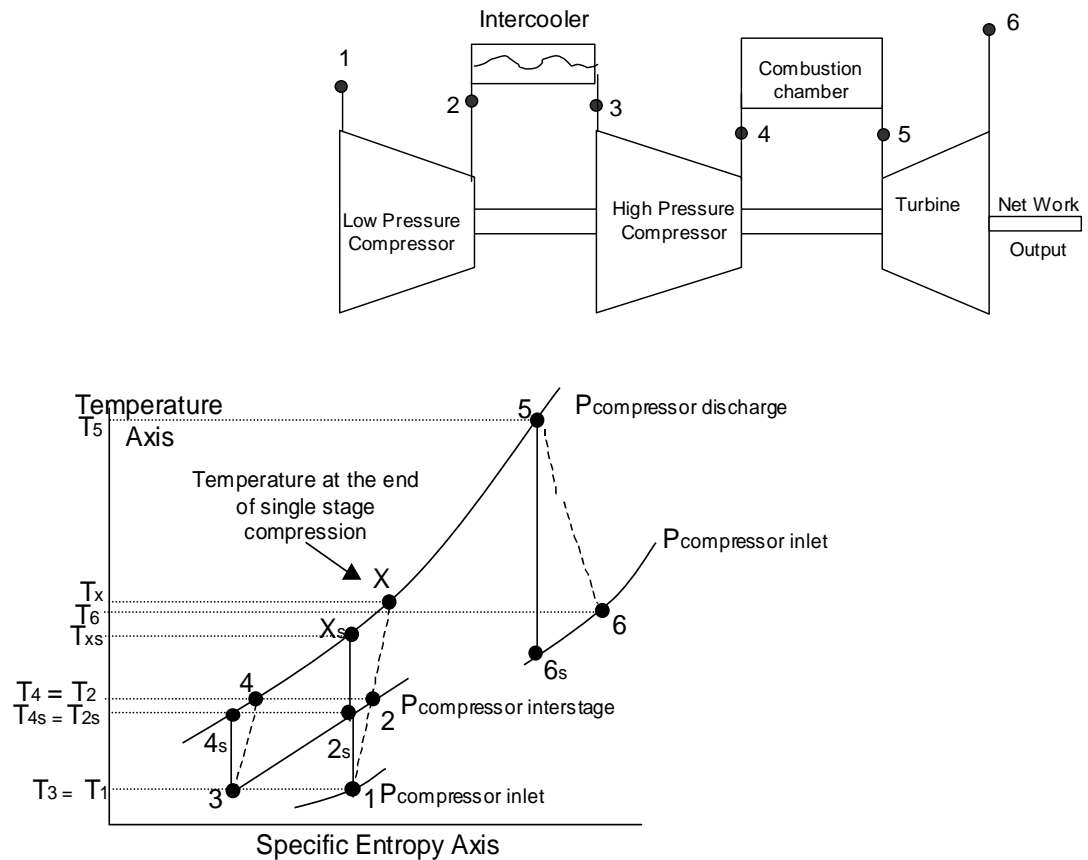 Intercooler
1
2
3
Combustion
chamber
4
5
6
Low Pressure
Compressor
High Pressure
Compressor
Turbine
Net Work
Output
Temperature
Axis
T5
5
Pcompressor discharge
Temperature at the end
of single stage
compression
Pcompressor inlet
X
Tx
T6
6
Xs
Txs
6s
4
T4 = T2
T4s = T2s
2
Pcompressor interstage
4s
2s
T3 = T1
3
1
Pcompressor inlet
Specific Entropy Axis